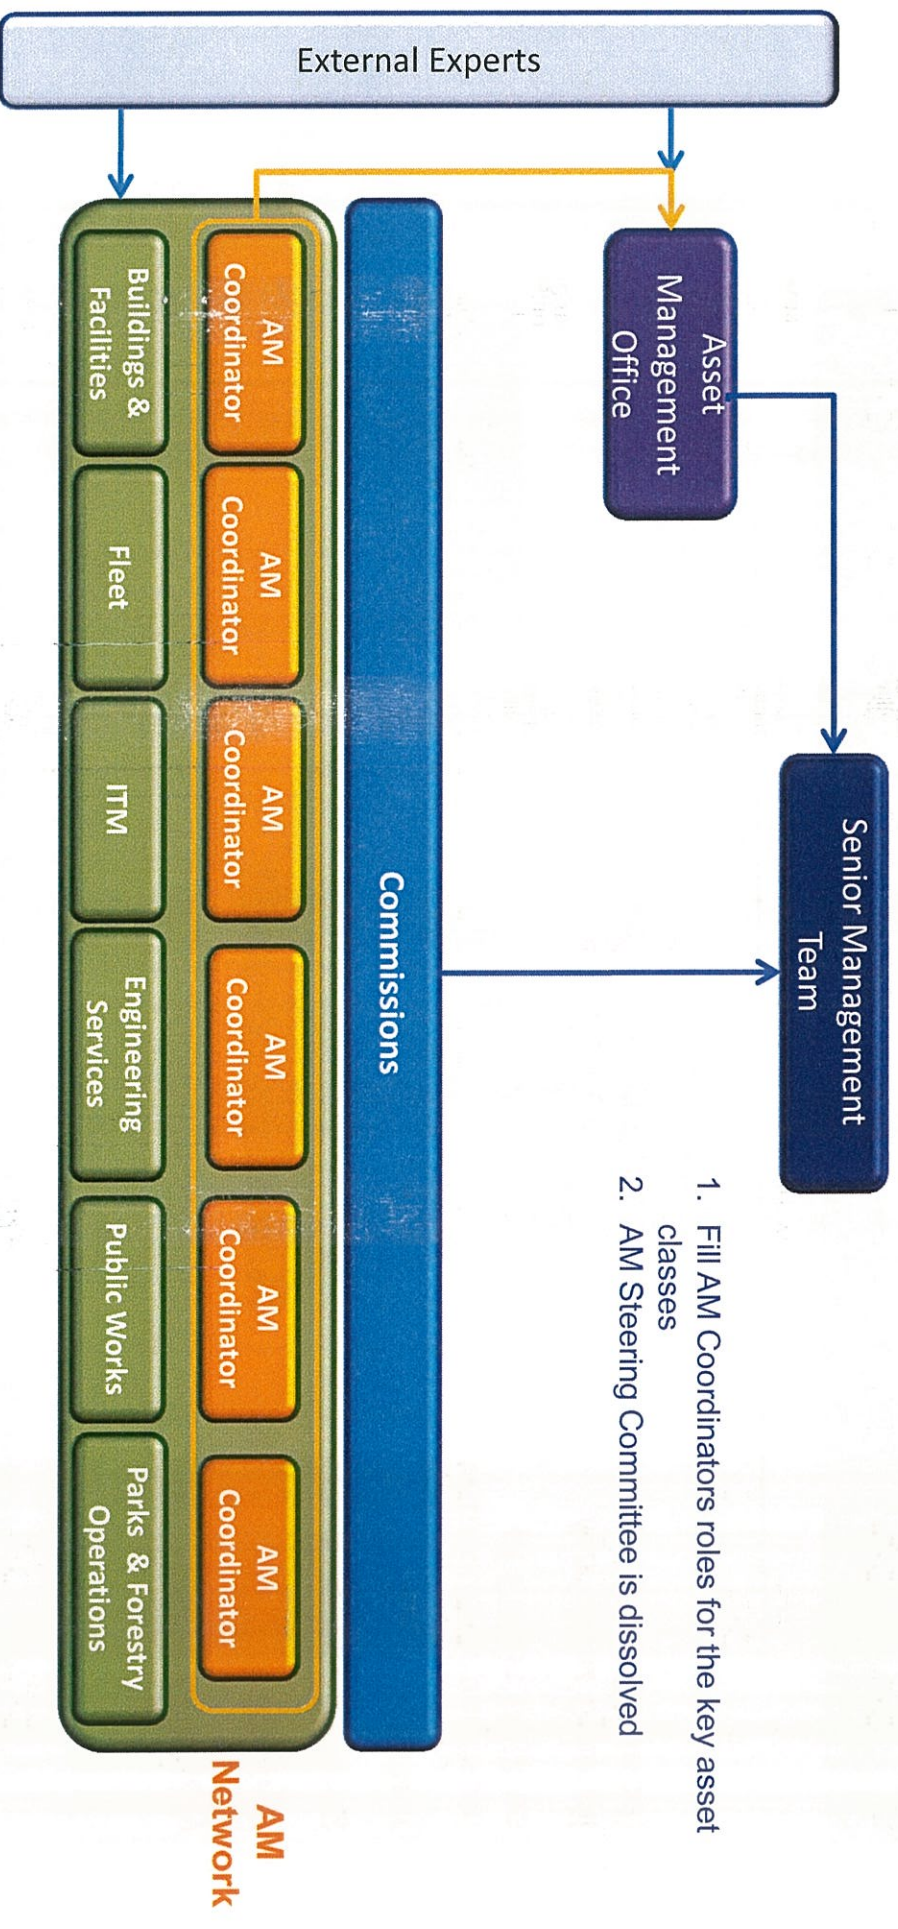 External Experts
Senior Management
Team
Asset
Management
Office
1. Fill AM Coordinators roles for the key asset
classes
2. AM Steering Committee is dissolved
Commissions
AM
Coordinator
AM
Coordinator
AM
Coordinator
AM
Coordinator
AM
Coordinator
AM
Coordinator
AM
Network
Buildings &
Facilities
Fleet
ITM
Engineering
Services
Public Works
Parks & Forestry
Operations